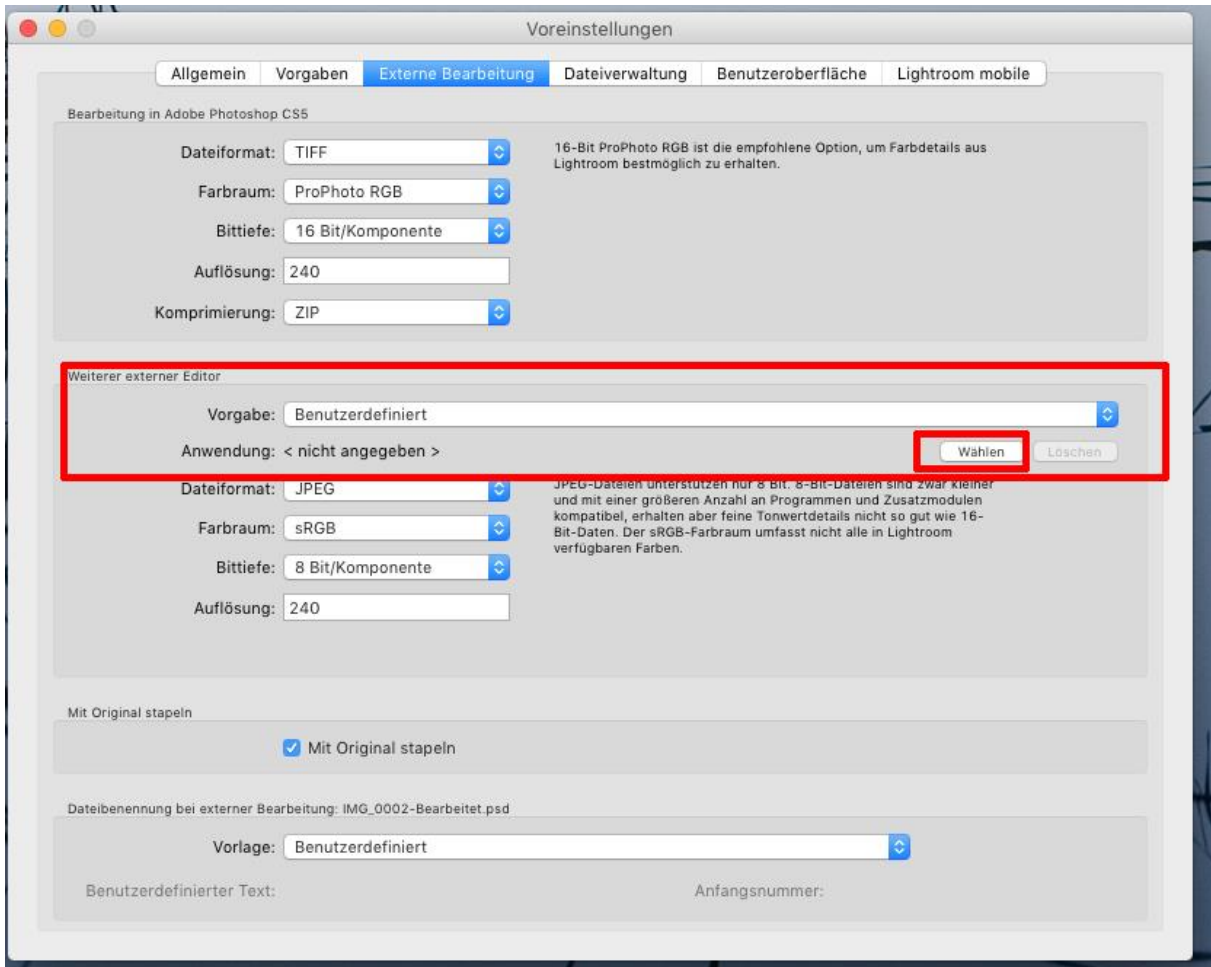 Voreinstellungen
Allgemein Vorgaben Externe Bearbeitung Dateiverwaltung Benutzeroberfläche Lightroom mobile
Bearbeitung in Adobe Photoshop CS5
Dateiformat: TIFF
16-Bit ProPhoto RGB ist die empfohlene Option, um Farbdetails aus
Lightroom bestmöglich zu erhalten.
Farbraum: ProPhoto RGB
Bittiefe: 16 Bit/Komponente
Auflösung: 240
Komprimierung: ZIP
Weiterer externer Editor
Vorgabe: Benutzerdefiniert
Anwendung: < nicht angegeben > Wählen Löschen
Dateiformat: JPEG
JPEG-Dateien unterstützen nur 8 Bit. 8-Bit-Dateien sind zwar kleiner
und mit einer größeren Anzahl an Programmen und Zusatzmodulen
kompatibel, erhalten aber feine Tonwertdetails nicht so gut wie 16-
Bit-Daten. Der sRGB-Farbraum umfasst nicht alle in Lightroom
verfügbaren Farben.
Farbraum: sRGB
Bittiefe: 8 Bit/Komponente
Auflösung: 240
Mit Original stapeln
Mit Original stapeln
Dateibenennung bei externer Bearbeitung: IMG_0002-Bearbeitet.psd
Vorlage: Benutzerdefiniert
Benutzerdefinierter Text: Anfangsnummer: